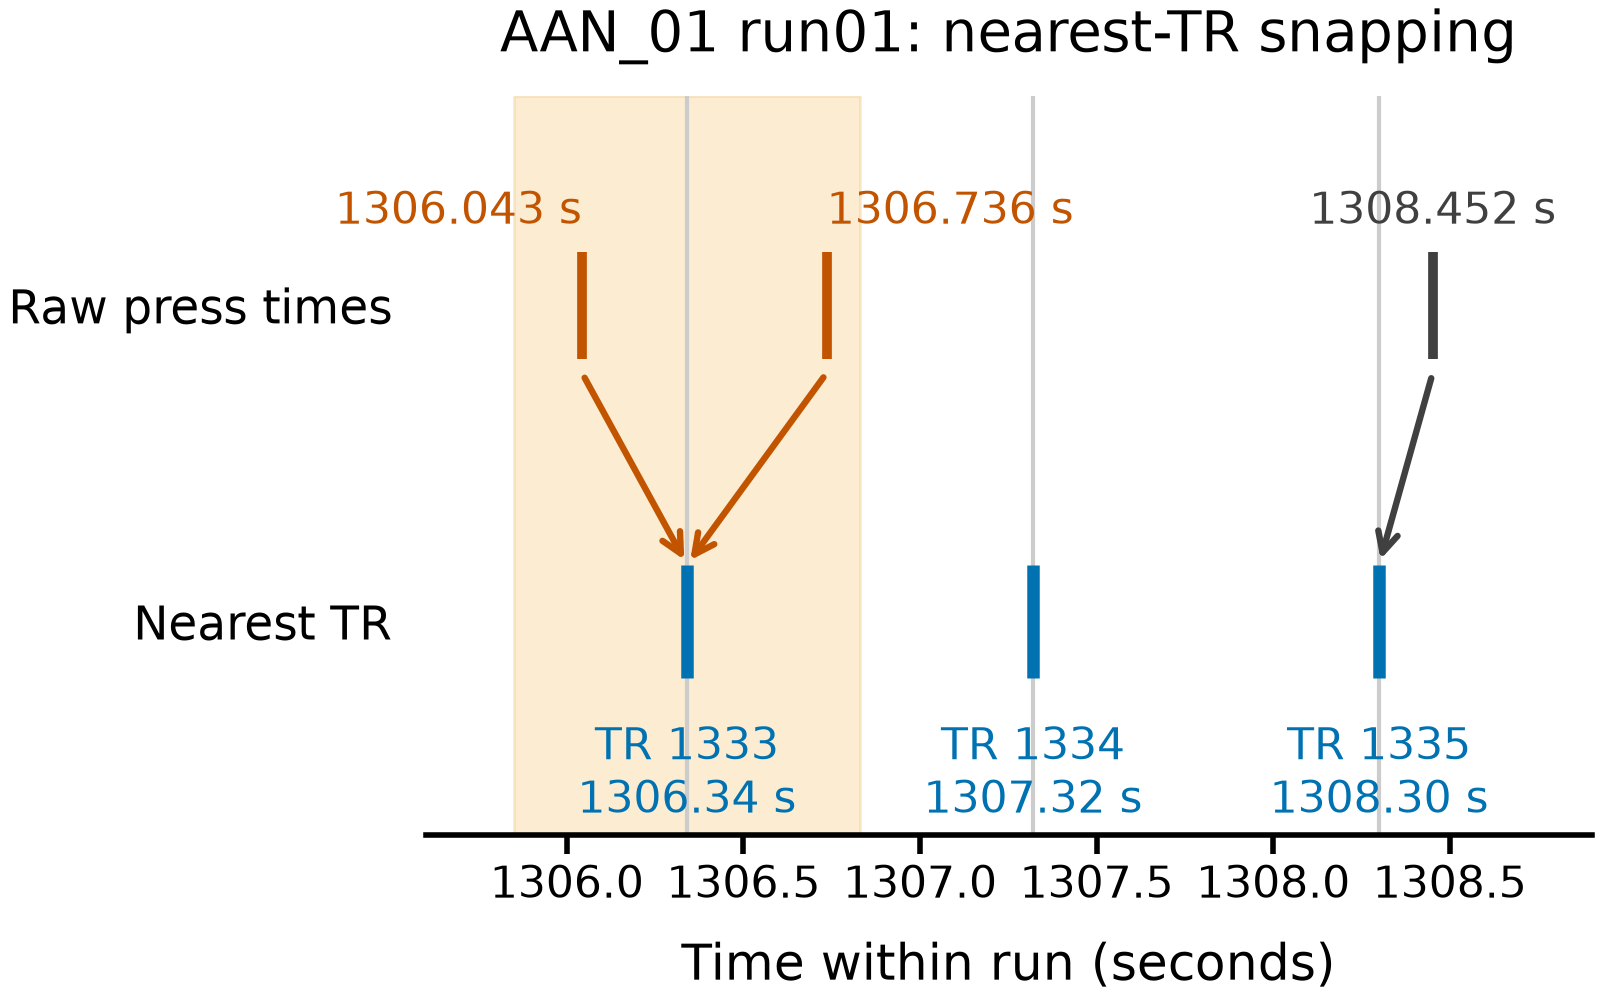 AAN_01 run01: nearest-TR snapping
1306.043 s
1306.736 s
1308.452 s
Raw press times
Nearest TR
TR 1333
1306.34 s
TR 1334
1307.32 s
TR 1335
1308.30 s
1306.0 1306.5 1307.0 1307.5 1308.0 1308.5
Time within run (seconds)